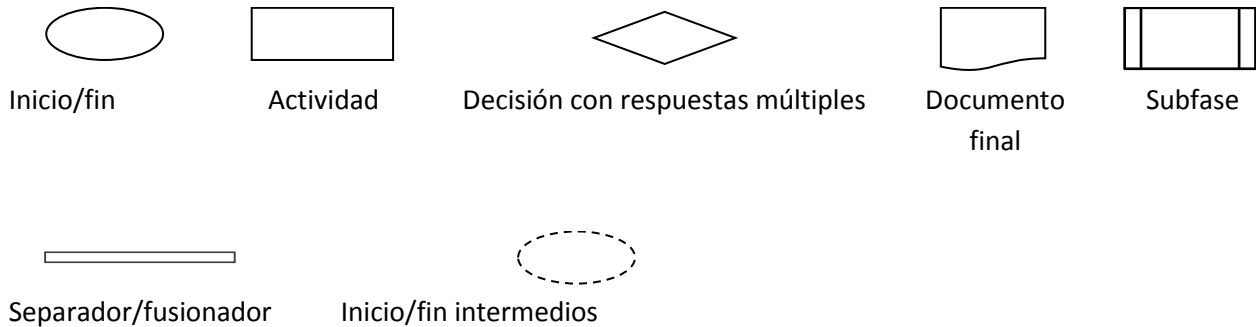 Inicio/fin Actividad Decisión con respuestas múltiples Documento Subfase
final
Separador/fusionador Inicio/fin intermedios